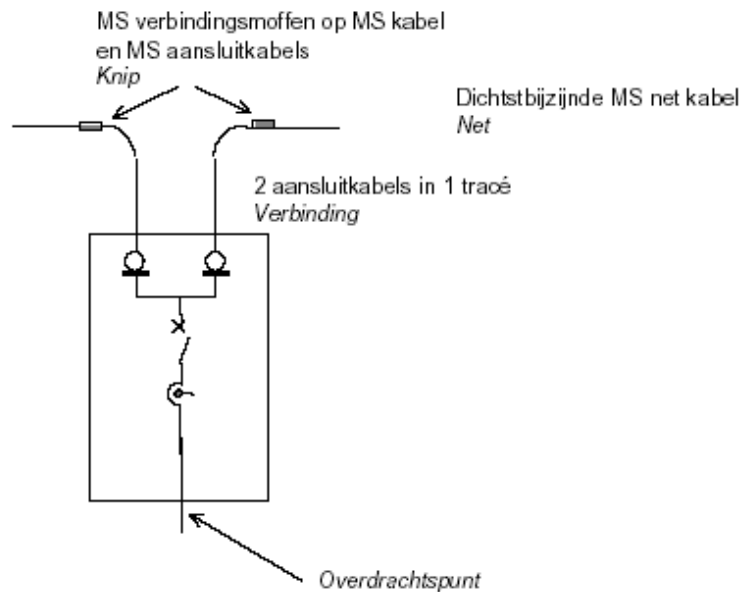 MS verbindingsmoffen op MS kabel
en MS aansluitkabels
Knip
Dichtstbijzijnde MS net kabel
Net
2 aansluitkabels in 1 tracé
Verbinding
Overdrachtspunt